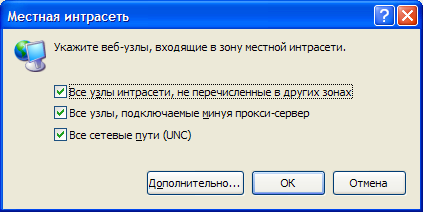 Местная интрасеть
Укажите веб-узлы, входящие в зону местной интрасети.
Все узлы интрасети, не перечисленные в других зонах
Все узлы, подключаемые минуя прокси-сервер
Все сетевые пути (UNC)
Дополнительно... OK Отмена